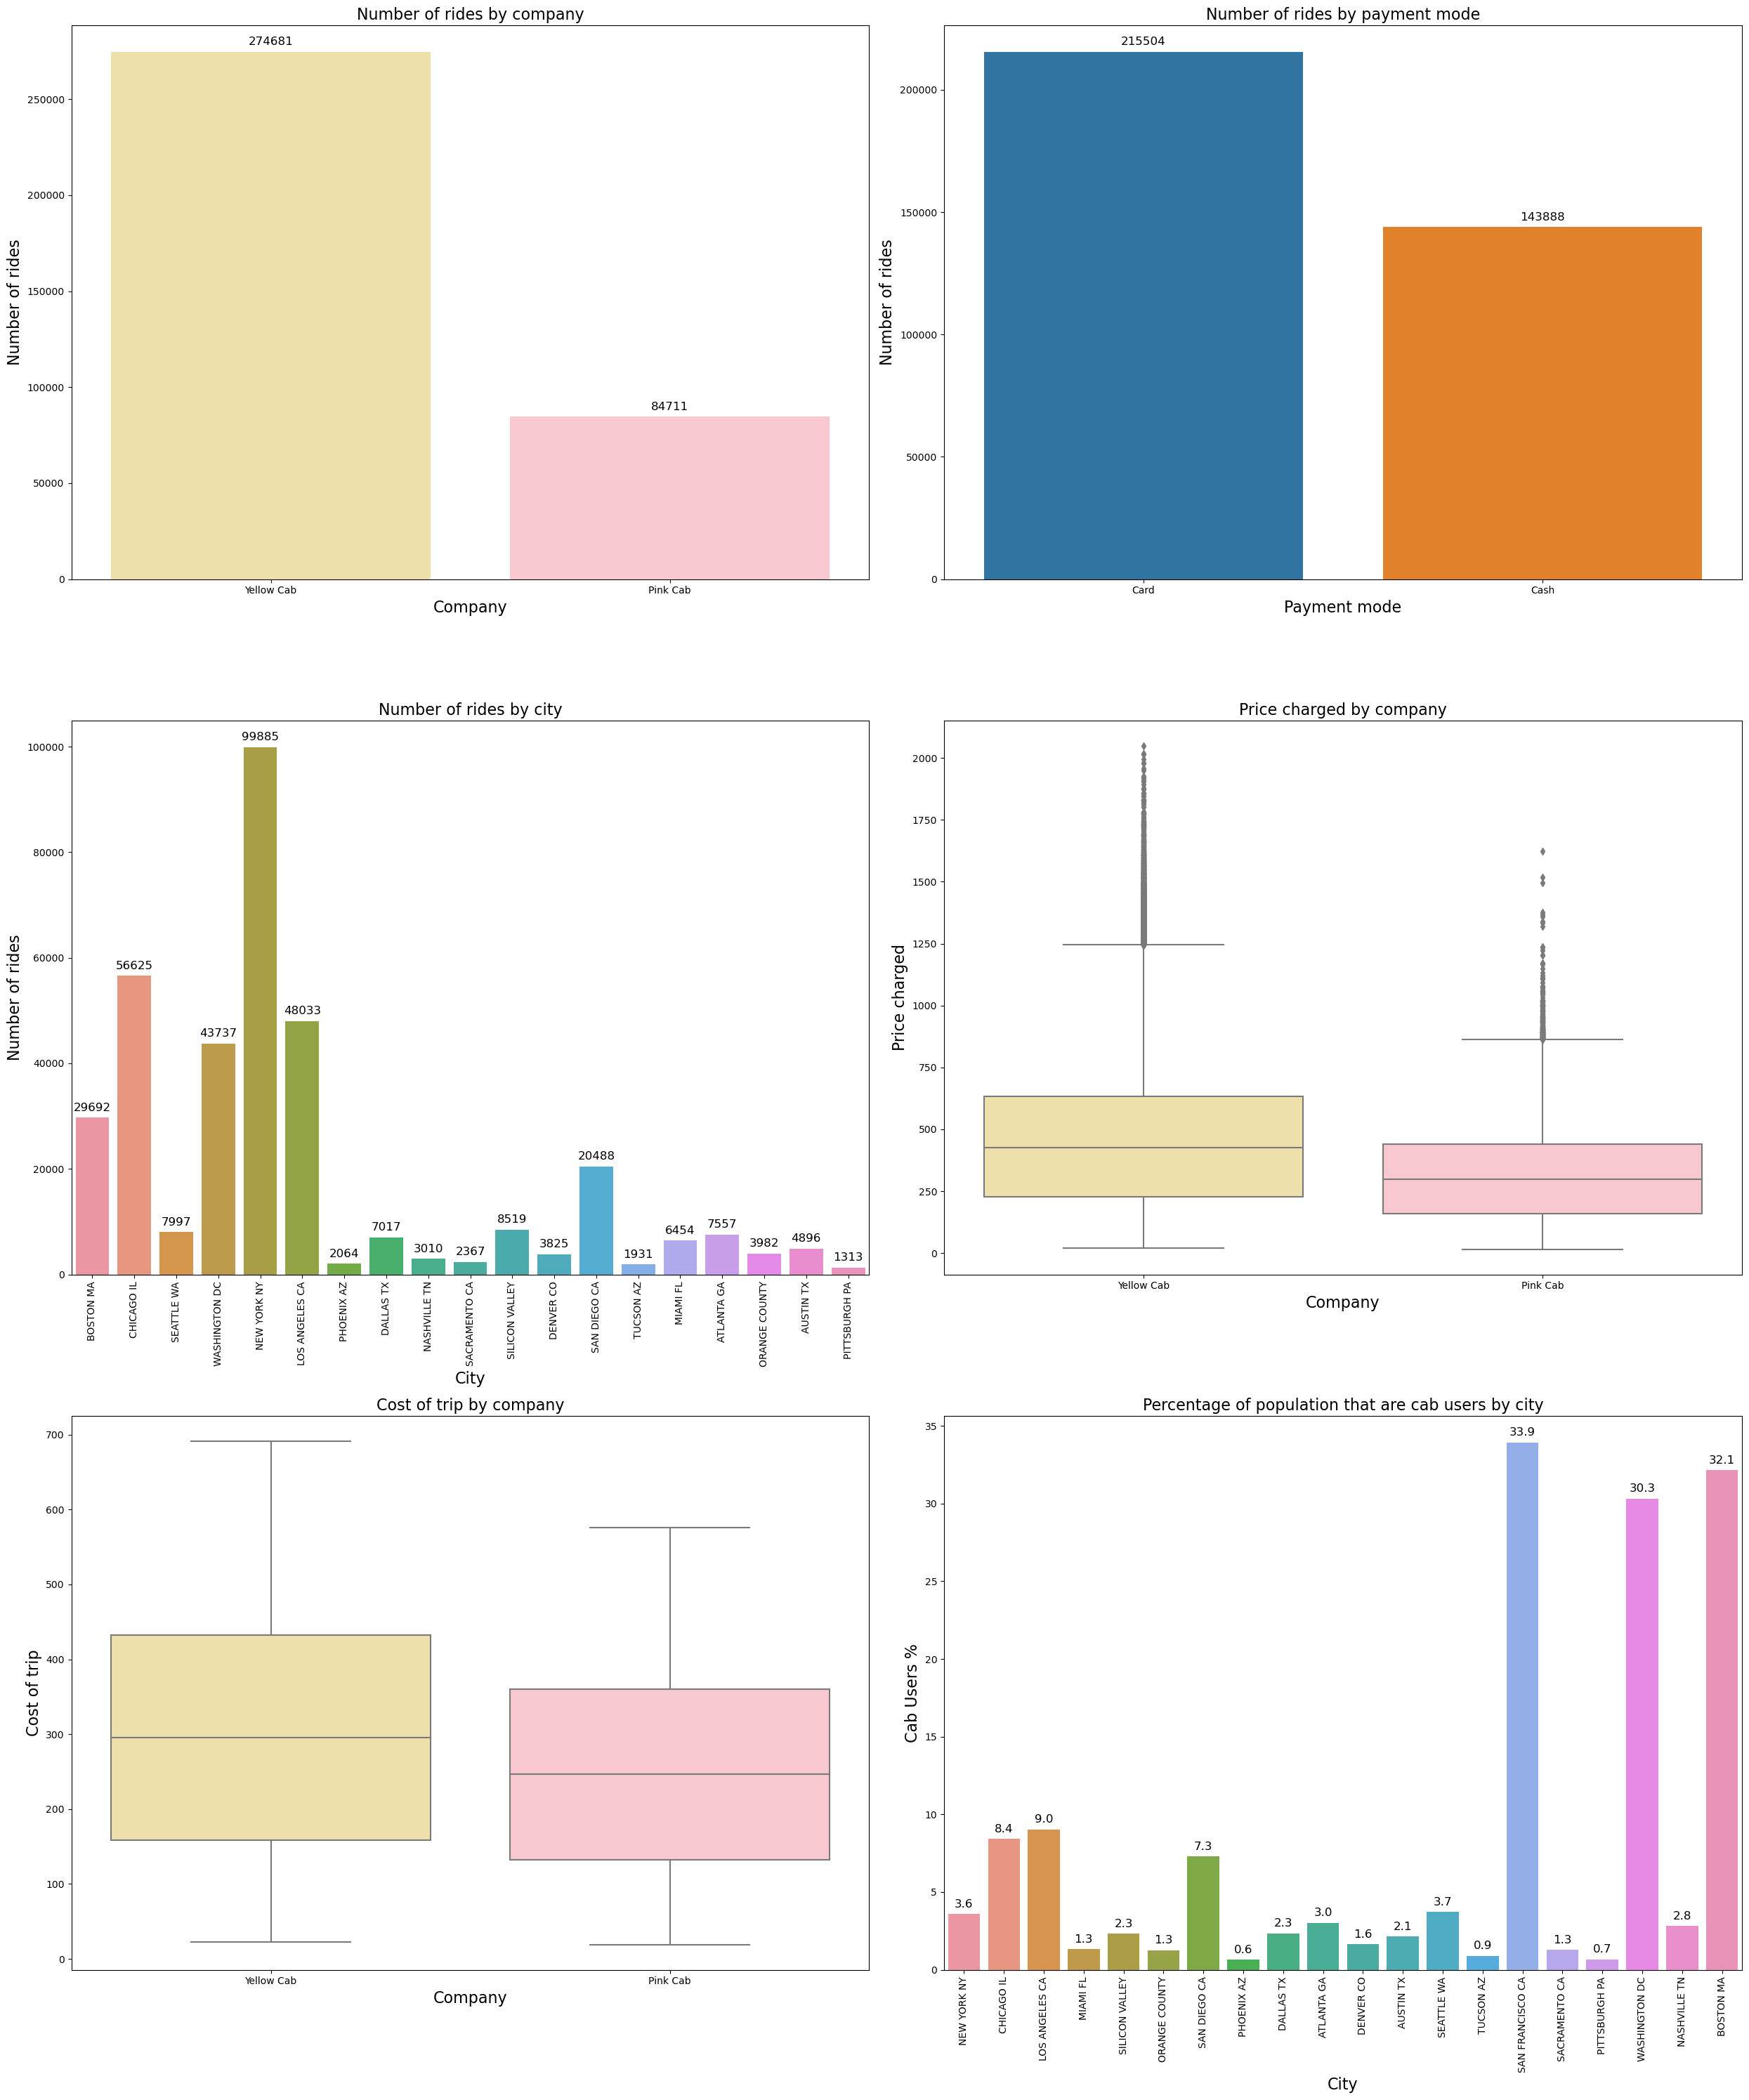 Number of rides by company
274681
84711
250000
200000
150000
100000
50000
0
Number of rides
Yellow Cab
Pink Cab
Company
Number of rides by payment mode
215504
143888
200000
150000
100000
50000
0
Number of rides
Card
Cash
Payment mode
Number of rides by city
99885
56625
48033
43737
29692
20488
7997
2064
7017
3010
2367
8519
3825
1931
6454
7557
3982
4896
1313
100000
80000
60000
40000
20000
0
Number of rides
BOSTON MA
CHICAGO IL
SEATTLE WA
WASHINGTON DC
NEW YORK NY
LOS ANGELES CA
PHOENIX AZ
DALLAS TX
NASHVILLE TN
SACRAMENTO CA
SILICON VALLEY
DENVER CO
SAN DIEGO CA
TUCSON AZ
MIAMI FL
ATLANTA GA
ORANGE COUNTY
AUSTIN TX
PITTSBURGH PA
City
Price charged by company
2000
1750
1500
1250
1000
750
500
250
0
Price charged
Yellow Cab
Pink Cab
Company
Cost of trip by company
700
600
500
400
300
200
100
0
Cost of trip
Yellow Cab
Pink Cab
Company
Percentage of population that are cab users by city
35
30
25
20
15
10
5
0
Cab Users %
3.6
8.4
9.0
1.3
2.3
1.3
7.3
0.6
2.3
3.0
1.6
2.1
3.7
0.9
33.9
1.3
0.7
30.3
2.8
32.1
NEW YORK NY
CHICAGO IL
LOS ANGELES CA
MIAMI FL
SILICON VALLEY
ORANGE COUNTY
SAN DIEGO CA
PHOENIX AZ
DALLAS TX
ATLANTA GA
DENVER CO
AUSTIN TX
SEATTLE WA
TUCSON AZ
SAN FRANCISCO CA
SACRAMENTO CA
PITTSBURGH PA
WASHINGTON DC
NASHVILLE TN
BOSTON MA
City